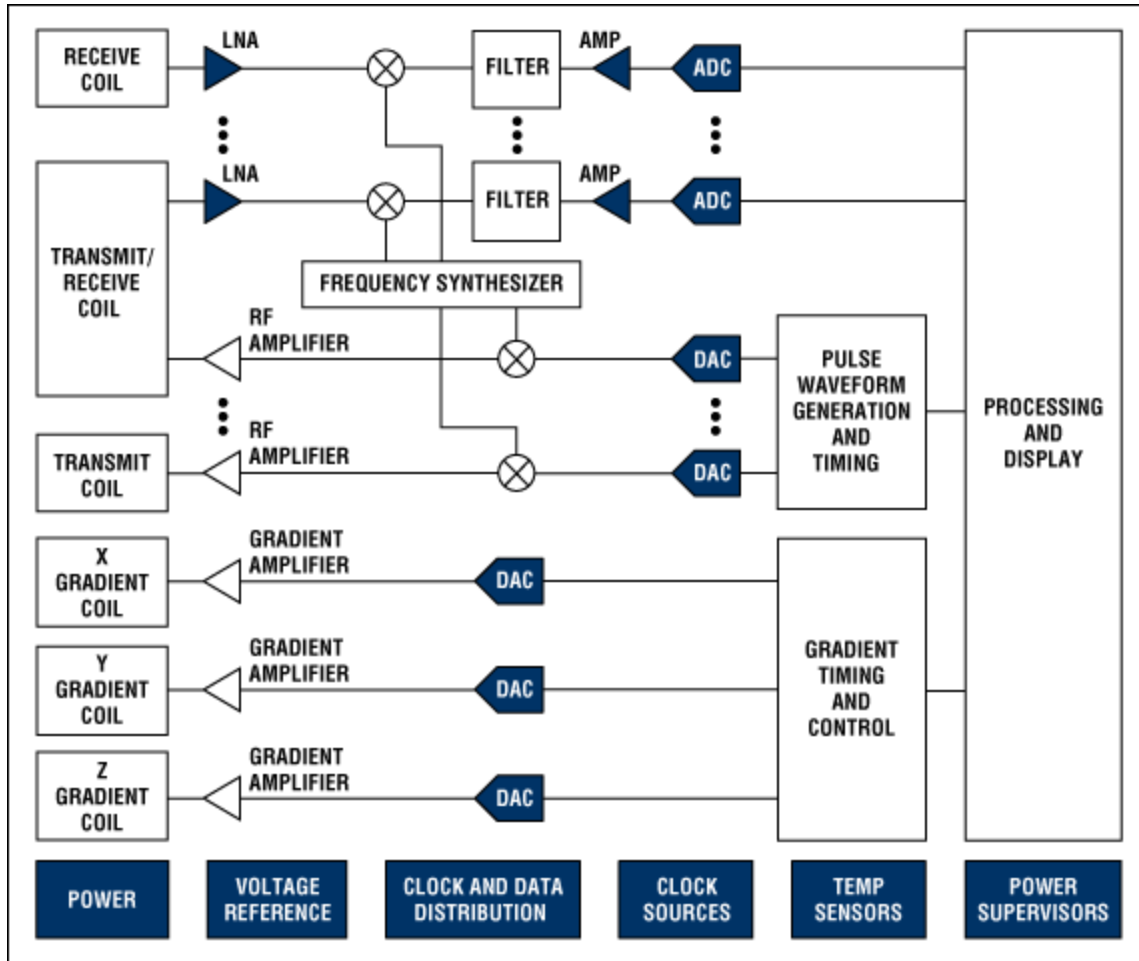 RECEIVE
COIL
LNA
FILTER
AMP
ADC
TRANSMIT/
RECEIVE
COIL
LNA
FILTER
AMP
ADC
FREQUENCY SYNTHESIZER
RF
AMPLIFIER
DAC
PULSE
WAVEFORM
GENERATION
AND
TIMING
PROCESSING
AND
DISPLAY
TRANSMIT
COIL
RF
AMPLIFIER
DAC
X
GRADIENT
COIL
GRADIENT
AMPLIFIER
DAC
Y
GRADIENT
COIL
GRADIENT
AMPLIFIER
DAC
GRADIENT
TIMING
AND
CONTROL
Z
GRADIENT
COIL
GRADIENT
AMPLIFIER
DAC
POWER
VOLTAGE
REFERENCE
CLOCK AND DATA
DISTRIBUTION
CLOCK
SOURCES
TEMP
SENSORS
POWER
SUPERVISORS